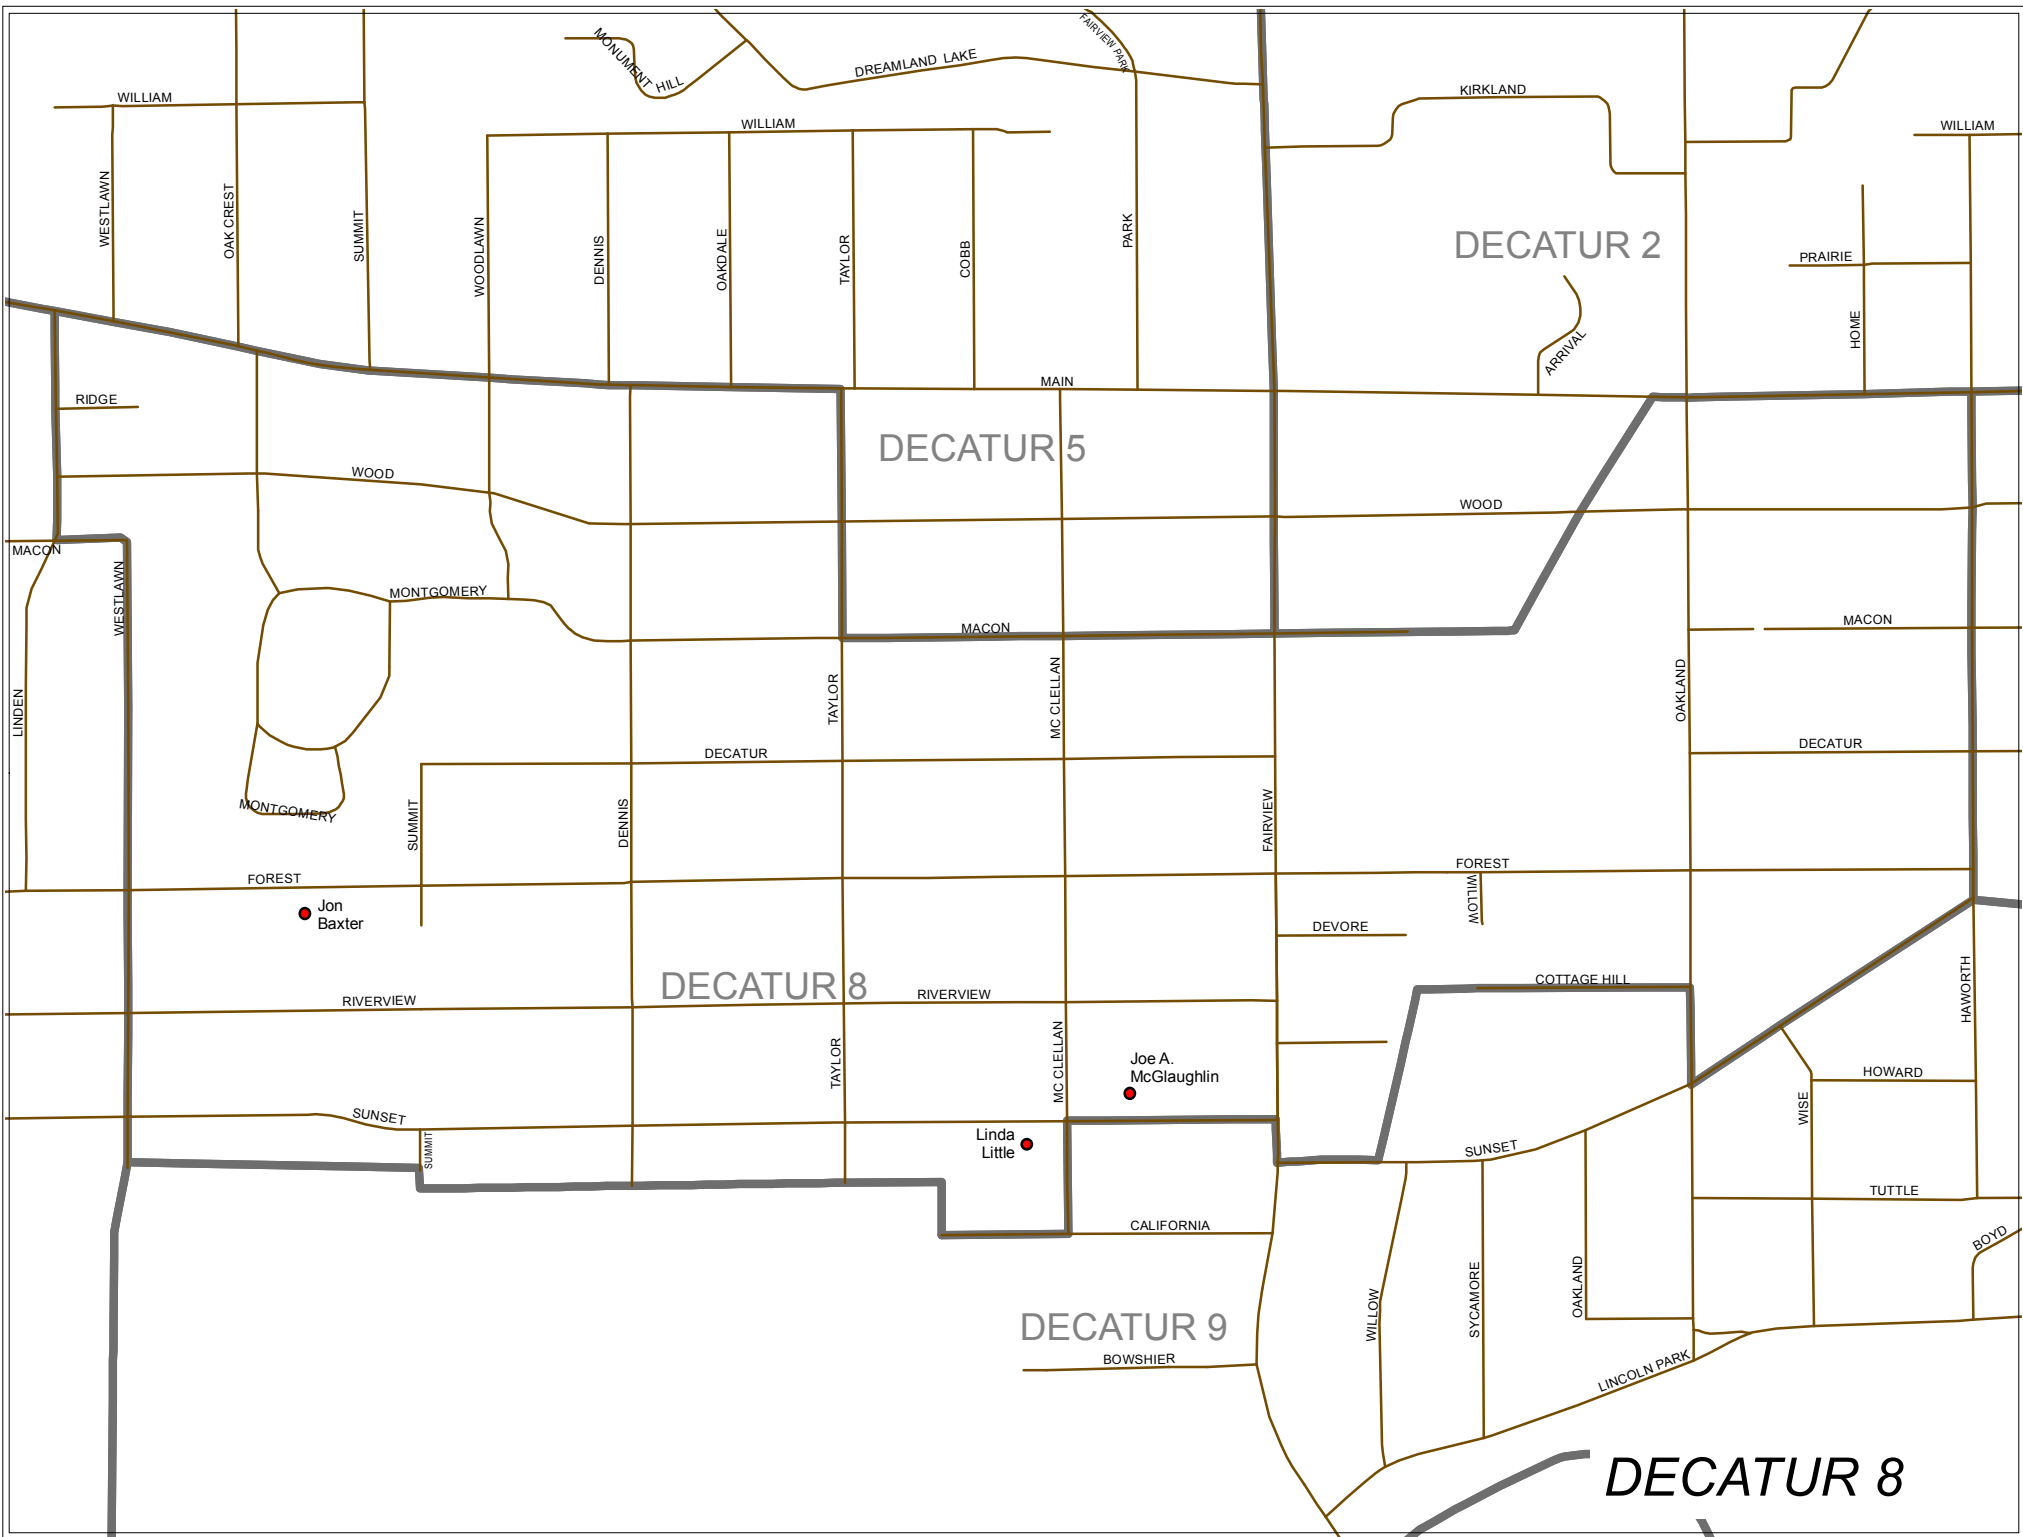 FAIRVIEW PARK
MONUMENT HILL
DREAMLAND LAKE
KIRKLAND
WILLIAM
WILLIAM
WILLIAM
WESTLAWN
OAK CREST
SUMMIT
WOODLAWN
DENNIS
OAKDALE
TAYLOR
COBB
PARK
DECATUR 2
PRAIRIE
HOME
ARRIVAL
MAIN
RIDGE
DECATUR 5
WOOD
WOOD
MACON
WESTLAWN
MONTGOMERY
MACON
MACON
LINDEN
TAYLOR
MC CLELLAN
OAKLAND
DECATUR
DECATUR
MONTGOMERY
SUMMIT
DENNIS
FAIRVIEW
FOREST
FOREST
WILLOW
Jon
Baxter
DEVORE
DECATUR 8
COTTAGE HILL
RIVERVIEW
RIVERVIEW
HAWORTH
TAYLOR
MC CLELLAN
Joe A.
McGlaughlin
HOWARD
WISE
SUNSET
SUMMIT
Linda
Little
SUNSET
TUTTLE
CALIFORNIA
BOYD
WILLOW
SYCAMORE
OAKLAND
DECATUR 9
BOWSHIER
LINCOLN PARK
DECATUR 8